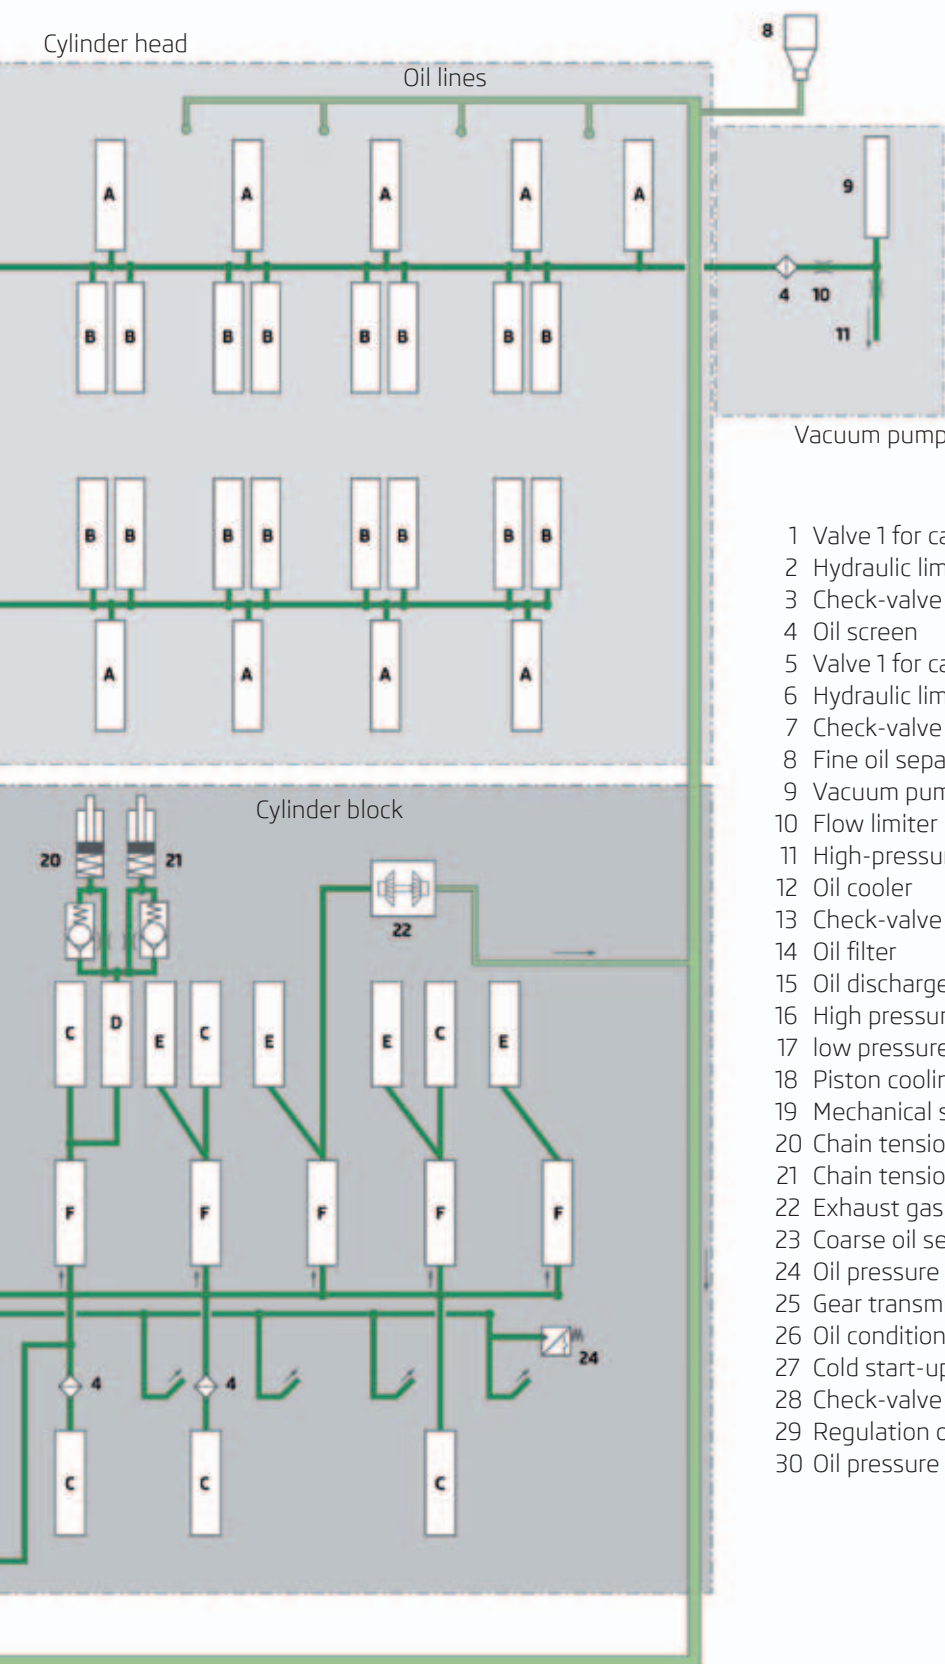 Cylinder head
8
Oil lines
A A A A A
9
4 10
B B B B B B B B
11
Vacuum pump
B B B B B B B B
A A A A
Cylinder block
20 21
22
C D E C E E C E
F F F F F
24
4 4
C C C
1 Valve 1 for ca
2 Hydraulic lim
3 Check-valve
4 Oil screen
5 Valve 1 for ca
6 Hydraulic lim
7 Check-valve
8 Fine oil sepa
9 Vacuum pum
10 Flow limiter
11 High-pressur
12 Oil cooler
13 Check-valve
14 Oil filter
15 Oil discharge
16 High pressur
17 low pressure
18 Piston coolin
19 Mechanical s
20 Chain tensio
21 Chain tensio
22 Exhaust gas
23 Coarse oil se
24 Oil pressure
25 Gear transm
26 Oil condition
27 Cold start-up
28 Check-valve
29 Regulation o
30 Oil pressure